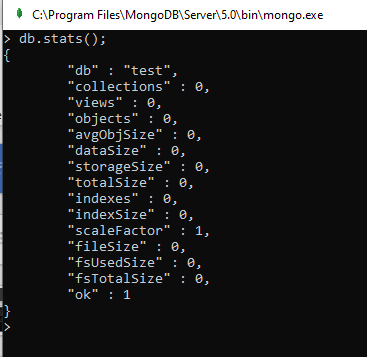 C:\Program Files\MongoDB\Server\5.0\bin\mongo.exe
> db.stats();
{
        "db" : "test",
        "collections" : 0,
        "views" : 0,
        "objects" : 0,
        "avgObjSize" : 0,
        "dataSize" : 0,
        "storageSize" : 0,
        "totalSize" : 0,
        "indexes" : 0,
        "indexSize" : 0,
        "scaleFactor" : 1,
        "fileSize" : 0,
        "fsUsedSize" : 0,
        "fsTotalSize" : 0,
        "ok" : 1
}
>